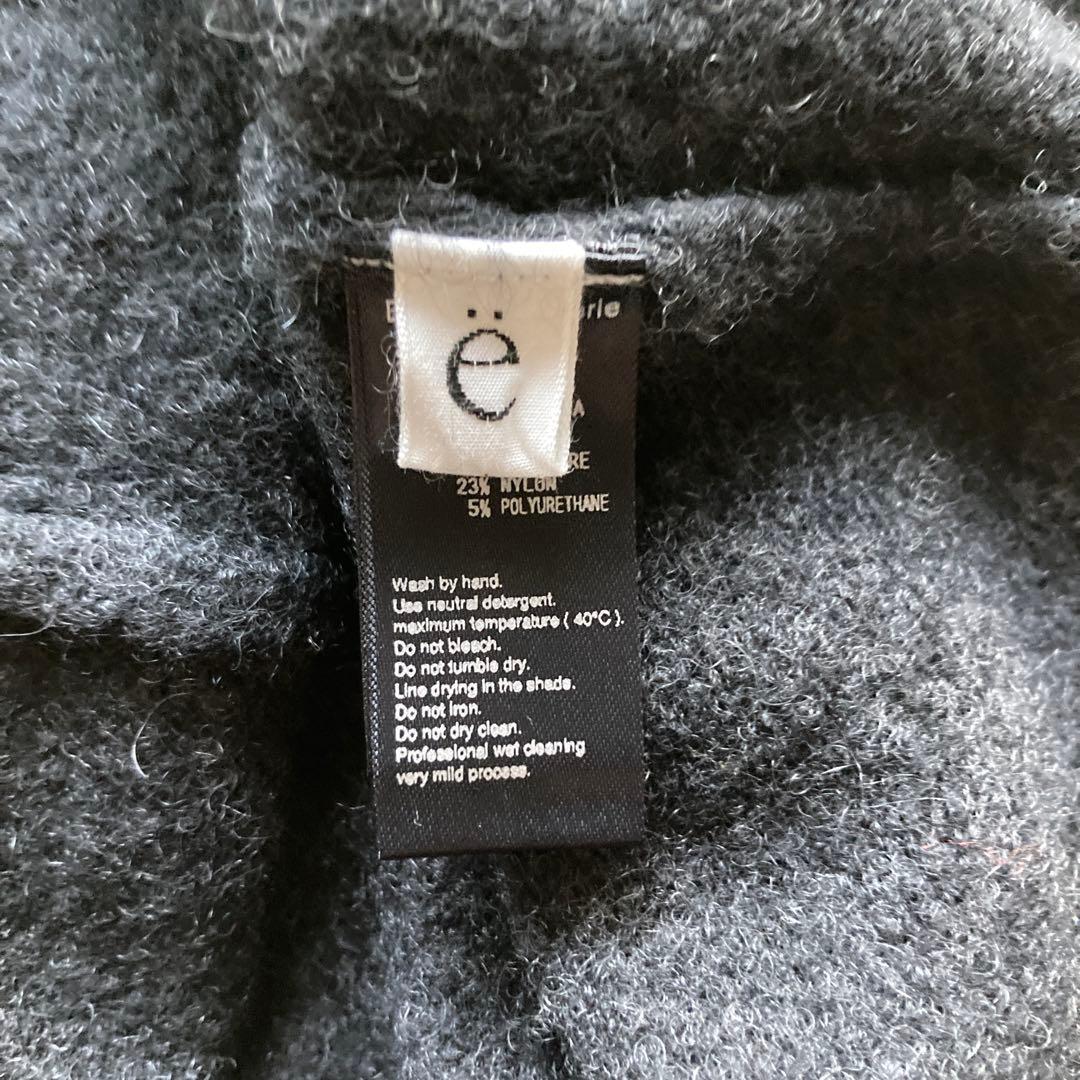 ë
23% NYLON
5% POLYURETHANE
Wash by hand.
Use neutral detergent.
maximum temperature ( 40°C ).
Do not bleach.
Do not tumble dry.
Line drying in the shade.
Do not iron.
Do not dry clean.
Professional wet cleaning
very mild process.